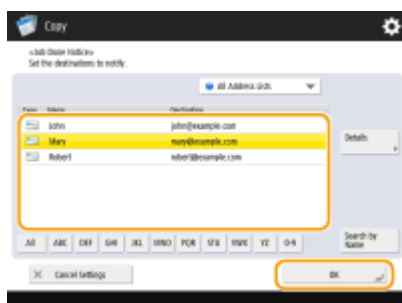 Copy
<Job Done Notice>
Set the destinations to notify.
All Address Lists
Type Name Destination
John john@example.com
Mary mary@example.com
Robert robert@example.com
Details
All ABC DEF GHI JKL MNO PQR STU VWX YZ 0-9
Search by
Name
Cancel Settings
OK